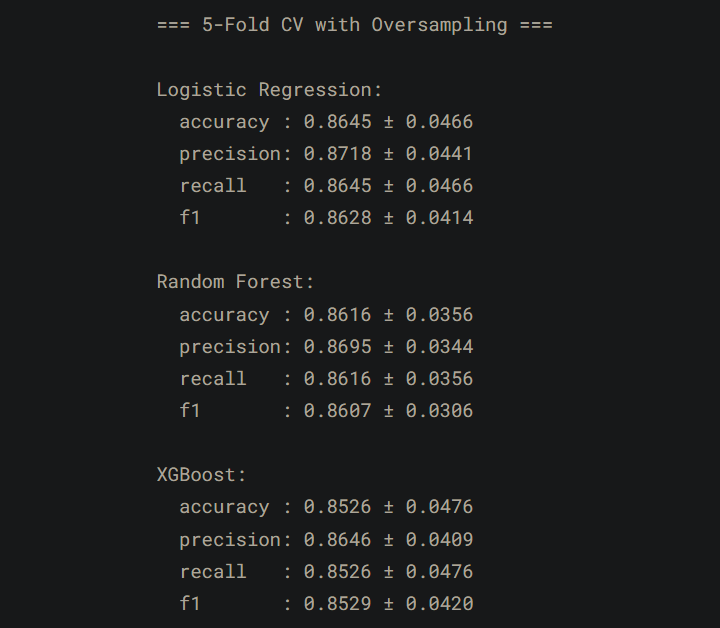 === 5-Fold CV with Oversampling ===
Logistic Regression:
accuracy : 0.8645 ± 0.0466
precision: 0.8718 ± 0.0441
recall   : 0.8645 ± 0.0466
f1       : 0.8628 ± 0.0414
Random Forest:
accuracy : 0.8616 ± 0.0356
precision: 0.8695 ± 0.0344
recall   : 0.8616 ± 0.0356
f1       : 0.8607 ± 0.0306
XGBoost:
accuracy : 0.8526 ± 0.0476
precision: 0.8646 ± 0.0409
recall   : 0.8526 ± 0.0476
f1       : 0.8529 ± 0.0420